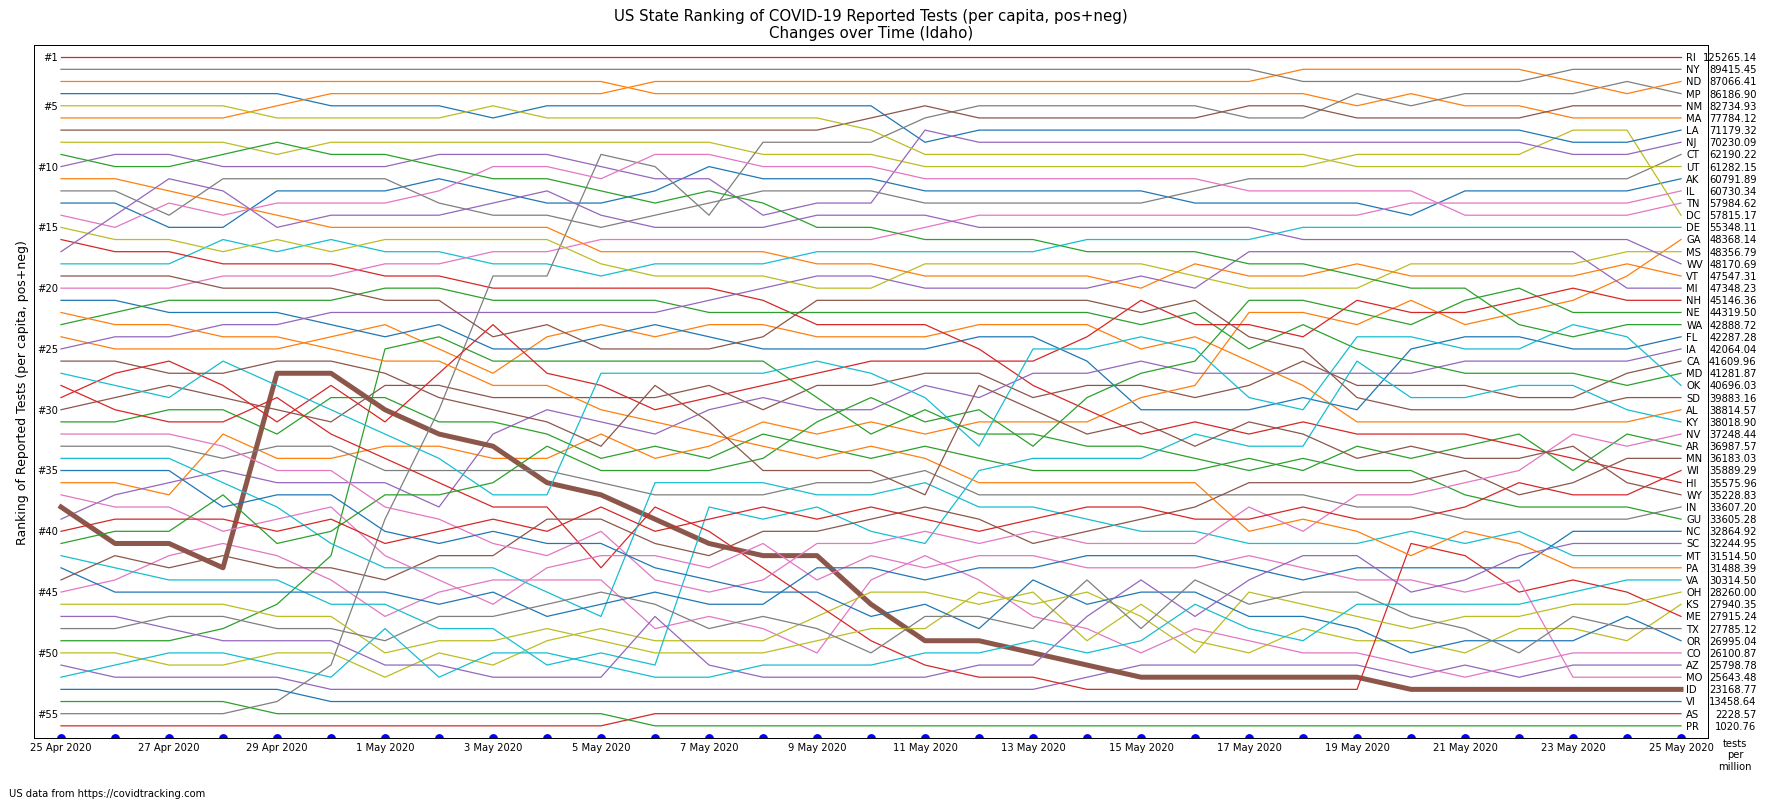 US State Ranking of COVID-19 Reported Tests (per capita, pos+neg)
Changes over Time (Idaho)
Ranking of Reported Tests (per capita, pos+neg)
#1
#5
#10
#15
#20
#25
#30
#35
#40
#45
#50
#55
RI 125265.14
NY 89415.45
ND 87066.41
MP 86186.90
NM 82734.93
MA 77784.12
LA 71179.32
NJ 70230.09
CT 62190.22
UT 61282.15
AK 60791.89
IL 60730.34
TN 57984.62
DC 57815.17
DE 55348.11
GA 48368.14
MS 48356.79
WV 48170.69
VT 47547.31
MI 47348.23
NH 45146.36
NE 44319.50
WA 42888.72
FL 42287.28
IA 42064.04
CA 41609.96
MD 41281.87
OK 40696.03
SD 39883.16
AL 38814.57
KY 38018.90
NV 37248.44
AR 36987.57
MN 36183.03
WI 35889.29
HI 35575.96
WY 35228.83
IN 33607.20
GU 33605.28
NC 32864.92
SC 32244.95
MT 31514.50
PA 31488.39
VA 30314.50
OH 28260.00
KS 27940.35
ME 27915.24
TX 27785.12
OR 26995.04
CO 26100.87
AZ 25798.78
MO 25643.48
ID 23168.77
VI 13458.64
AS 2228.57
PR 1020.76
25 Apr 2020 27 Apr 2020 29 Apr 2020 1 May 2020 3 May 2020 5 May 2020 7 May 2020 9 May 2020 11 May 2020 13 May 2020 15 May 2020 17 May 2020 19 May 2020 21 May 2020 23 May 2020 25 May 2020
tests
per
million
US data from https://covidtracking.com